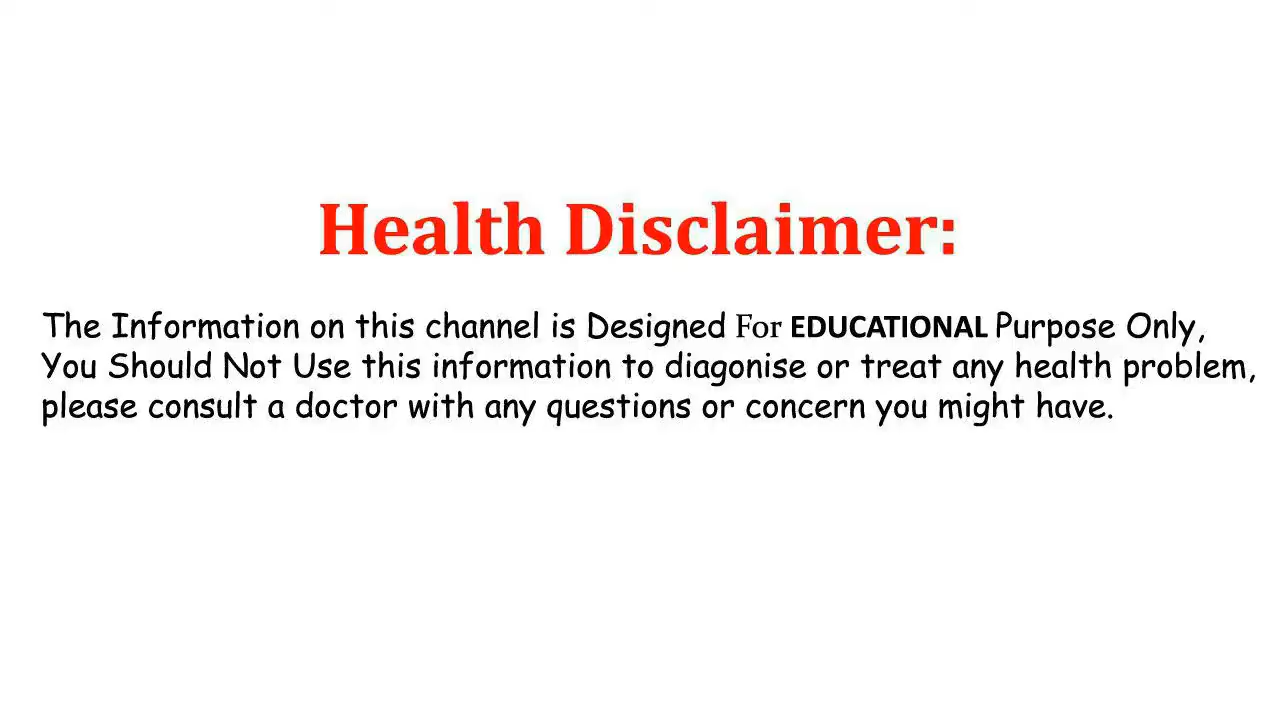 Health Disclaimer:
The Information on this channel is Designed For EDUCATIONAL Purpose Only,
You Should Not Use this information to diagonise or treat any health problem,
please consult a doctor with any questions or concern you might have.